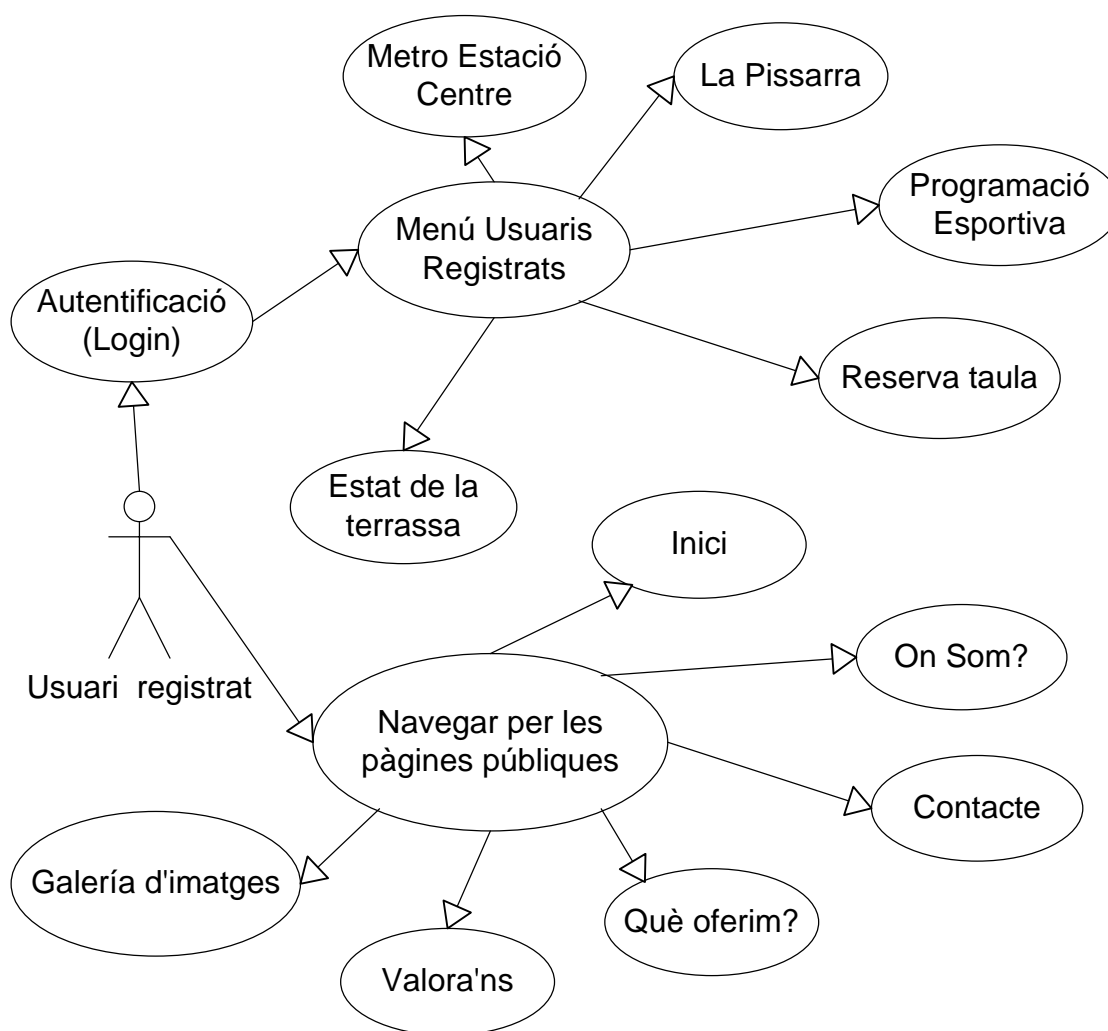 Metro Estació
Centre
La Pissarra
Programació
Esportiva
Menú Usuaris
Registrats
Autentificació
(Login)
Reserva taula
Estat de la
terrassa
Inici
On Som?
Usuari registrat
Navegar per les
pàgines públiques
Contacte
Galería d'imatges
Què oferim?
Valora'ns